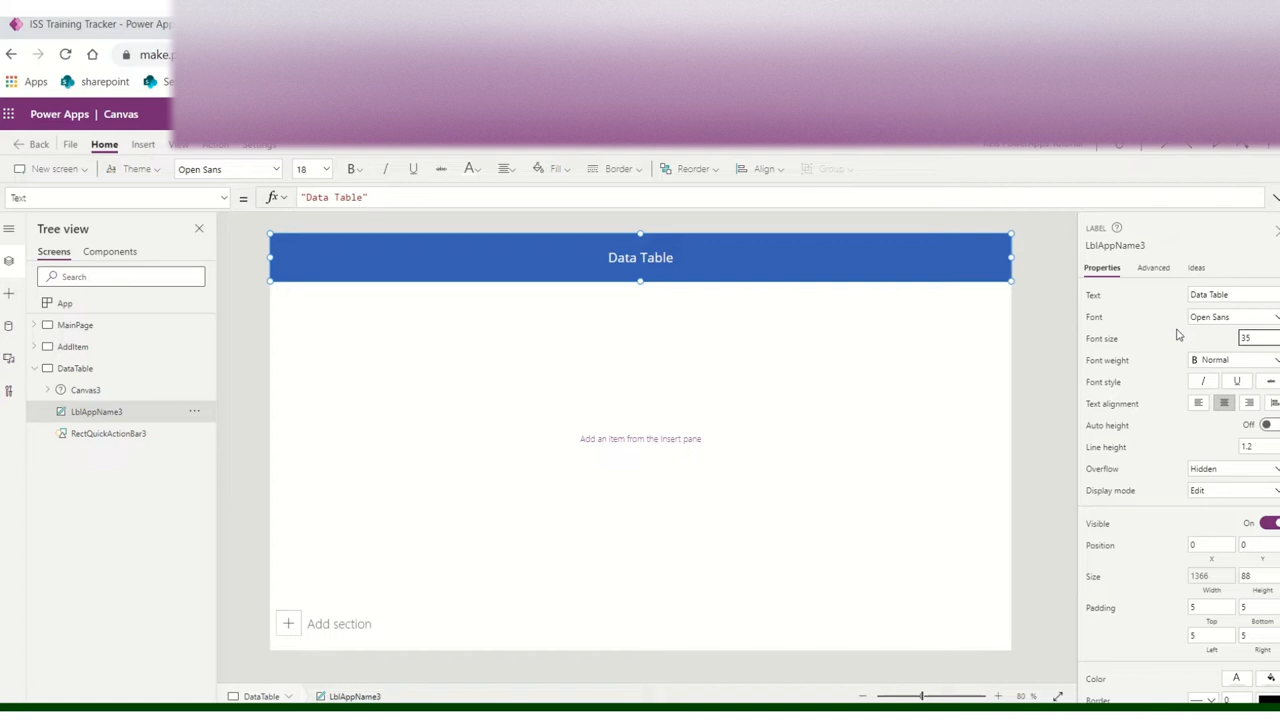 ISS Training Tracker - Power App
make.p
Apps
sharepoint
Power Apps | Canvas
Back
File
Home
Insert
New screen
Theme
Open Sans
18
B
Fill
Border
Reorder
Align
Group
Text
= fx "Data Table"
Tree view
Screens
Components
Search
App
MainPage
AddItem
DataTable
Canvas3
LblAppName3
RectQuickActionBar3
Data Table
Add an item from the Insert pane
Add section
DataTable
LblAppName3
80 %
LABEL
LblAppName3
Properties
Advanced
Ideas
Text
Data Table
Font
Open Sans
Font size
35
Font weight
B Normal
Font style
Text alignment
Auto height
Off
Line height
1.2
Overflow
Hidden
Display mode
Edit
Visible
On
Position
0
0
X
Y
Size
1366
88
Width
Height
Padding
5
5
Top
Bottom
5
5
Left
Right
Color
A
Border
0